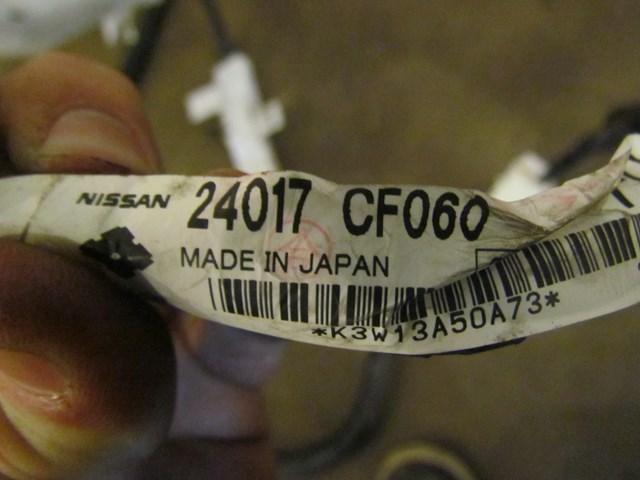 NISSAN 24017 CF060
MADE IN JAPAN
*K3W13A50A73*